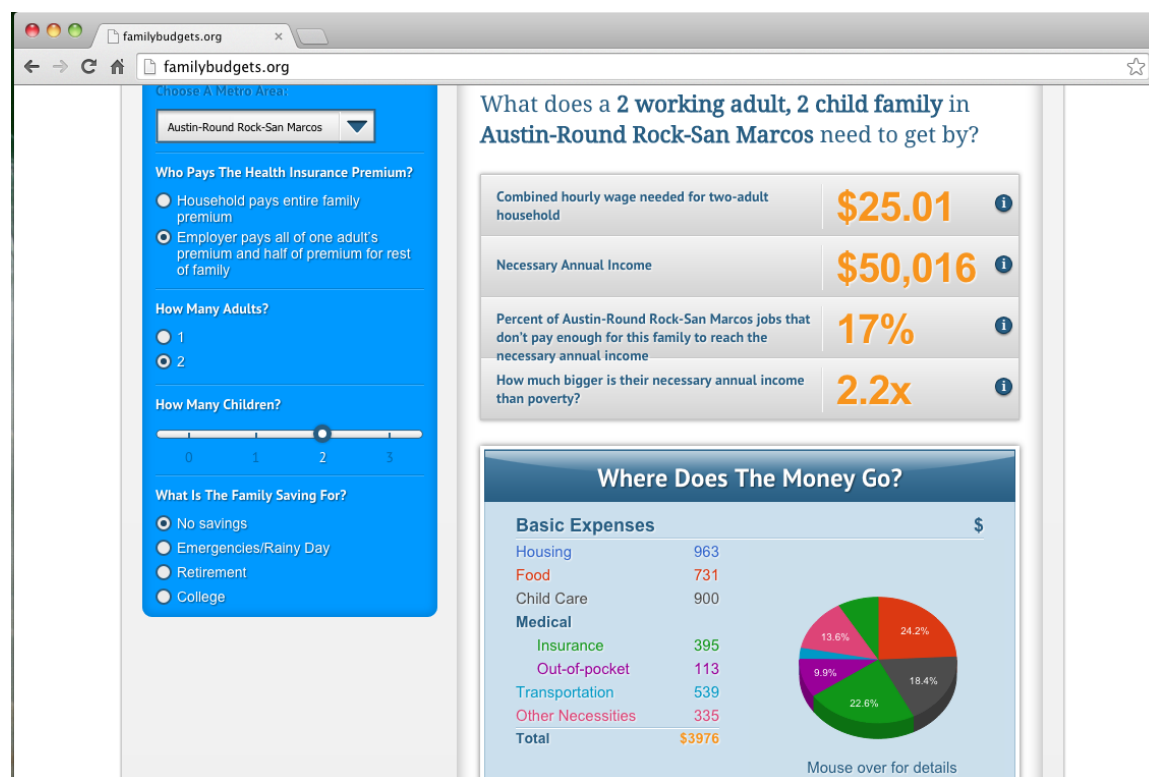 familybudgets.org
familybudgets.org
Choose A Metro Area:
Austin-Round Rock-San Marcos
Who Pays The Health Insurance Premium?
Household pays entire family
premium
Employer pays all of one adult's
premium and half of premium for rest
of family
How Many Adults?
1
2
How Many Children?
0 1 2 3
What Is The Family Saving For?
No savings
Emergencies/Rainy Day
Retirement
College
What does a 2 working adult, 2 child family in
Austin-Round Rock-San Marcos need to get by?
Combined hourly wage needed for two-adult
household
$25.01
Necessary Annual Income
$50,016
Percent of Austin-Round Rock-San Marcos jobs that
don't pay enough for this family to reach the
necessary annual income
17%
How much bigger is their necessary annual income
than poverty?
2.2x
Where Does The Money Go?
Basic Expenses $
Housing 963
Food 731
Child Care 900
Medical
Insurance 395
Out-of-pocket 113
Transportation 539
Other Necessities 335
Total $3976
13.6%
24.2%
9.9%
18.4%
22.6%
Mouse over for details